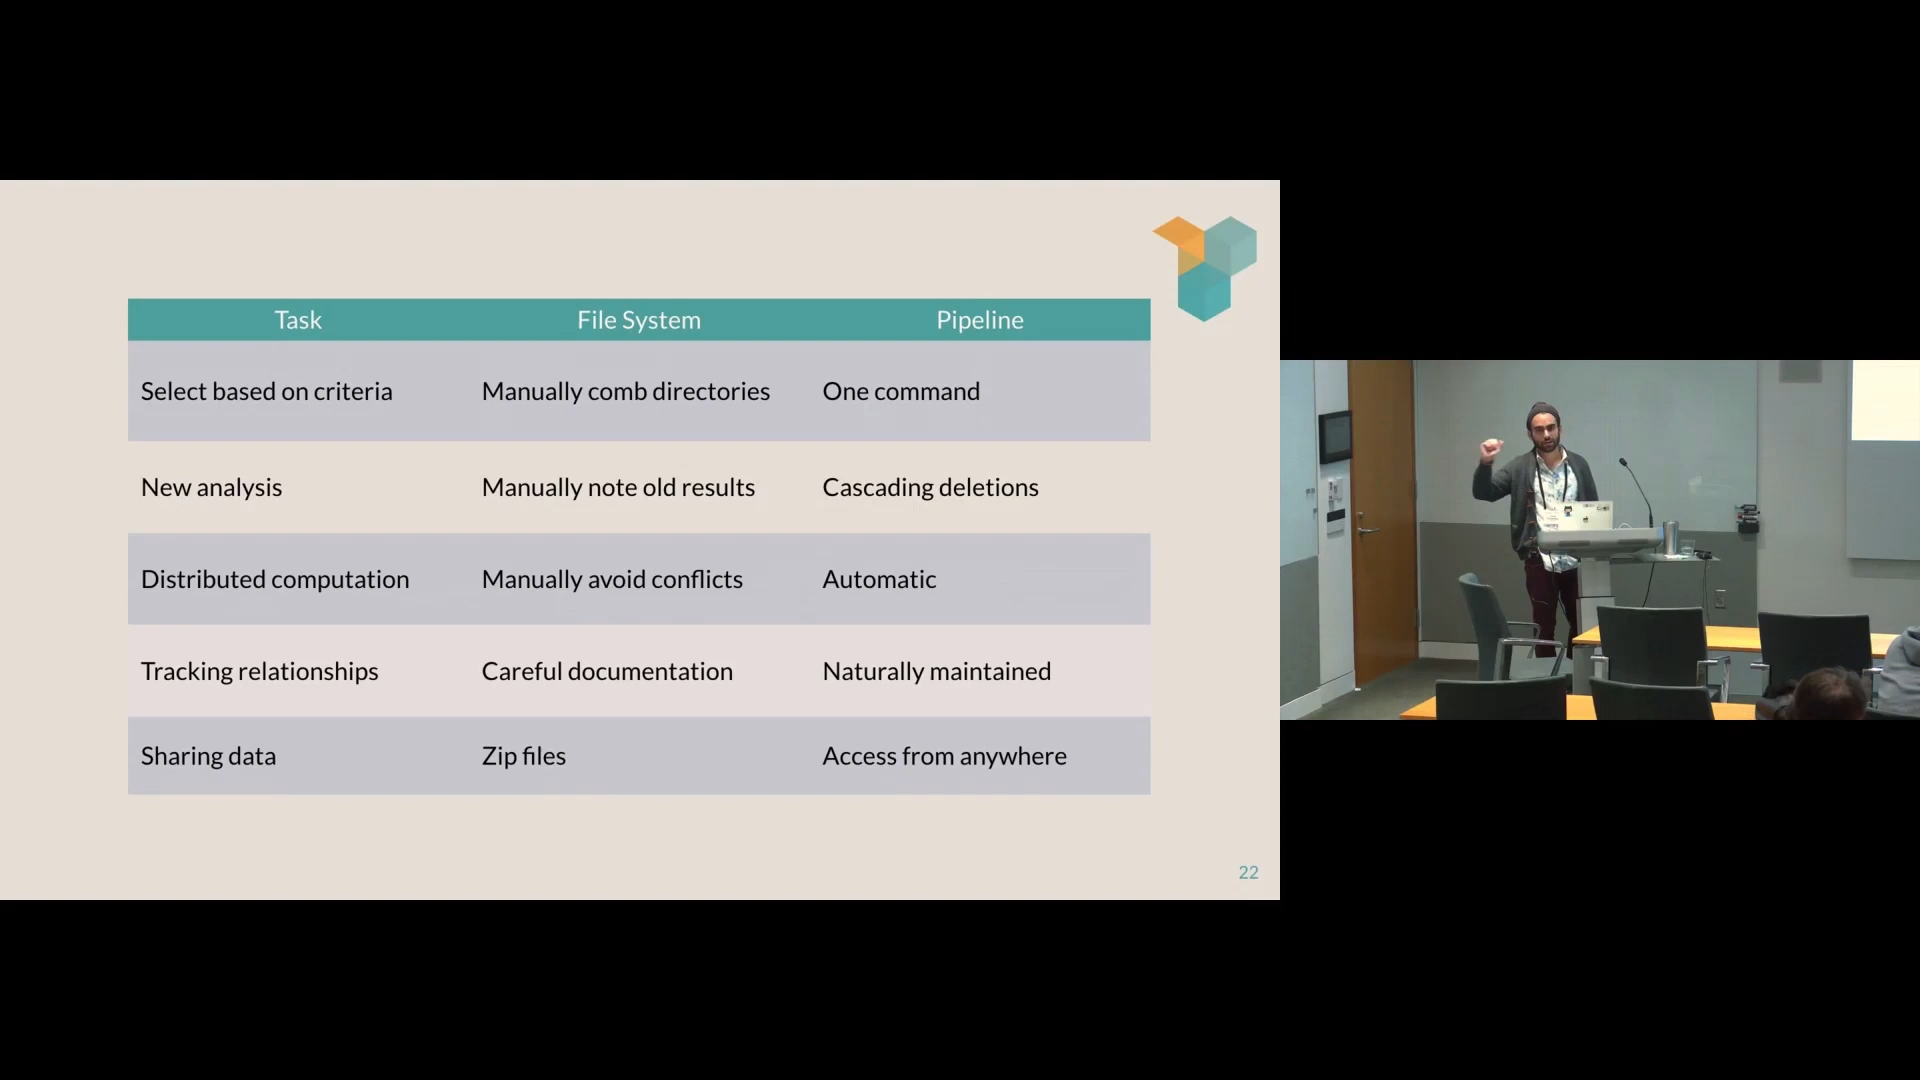 Task File System Pipeline
Select based on criteria Manually comb directories One command
New analysis Manually note old results Cascading deletions
Distributed computation Manually avoid conflicts Automatic
Tracking relationships Careful documentation Naturally maintained
Sharing data Zip files Access from anywhere
22